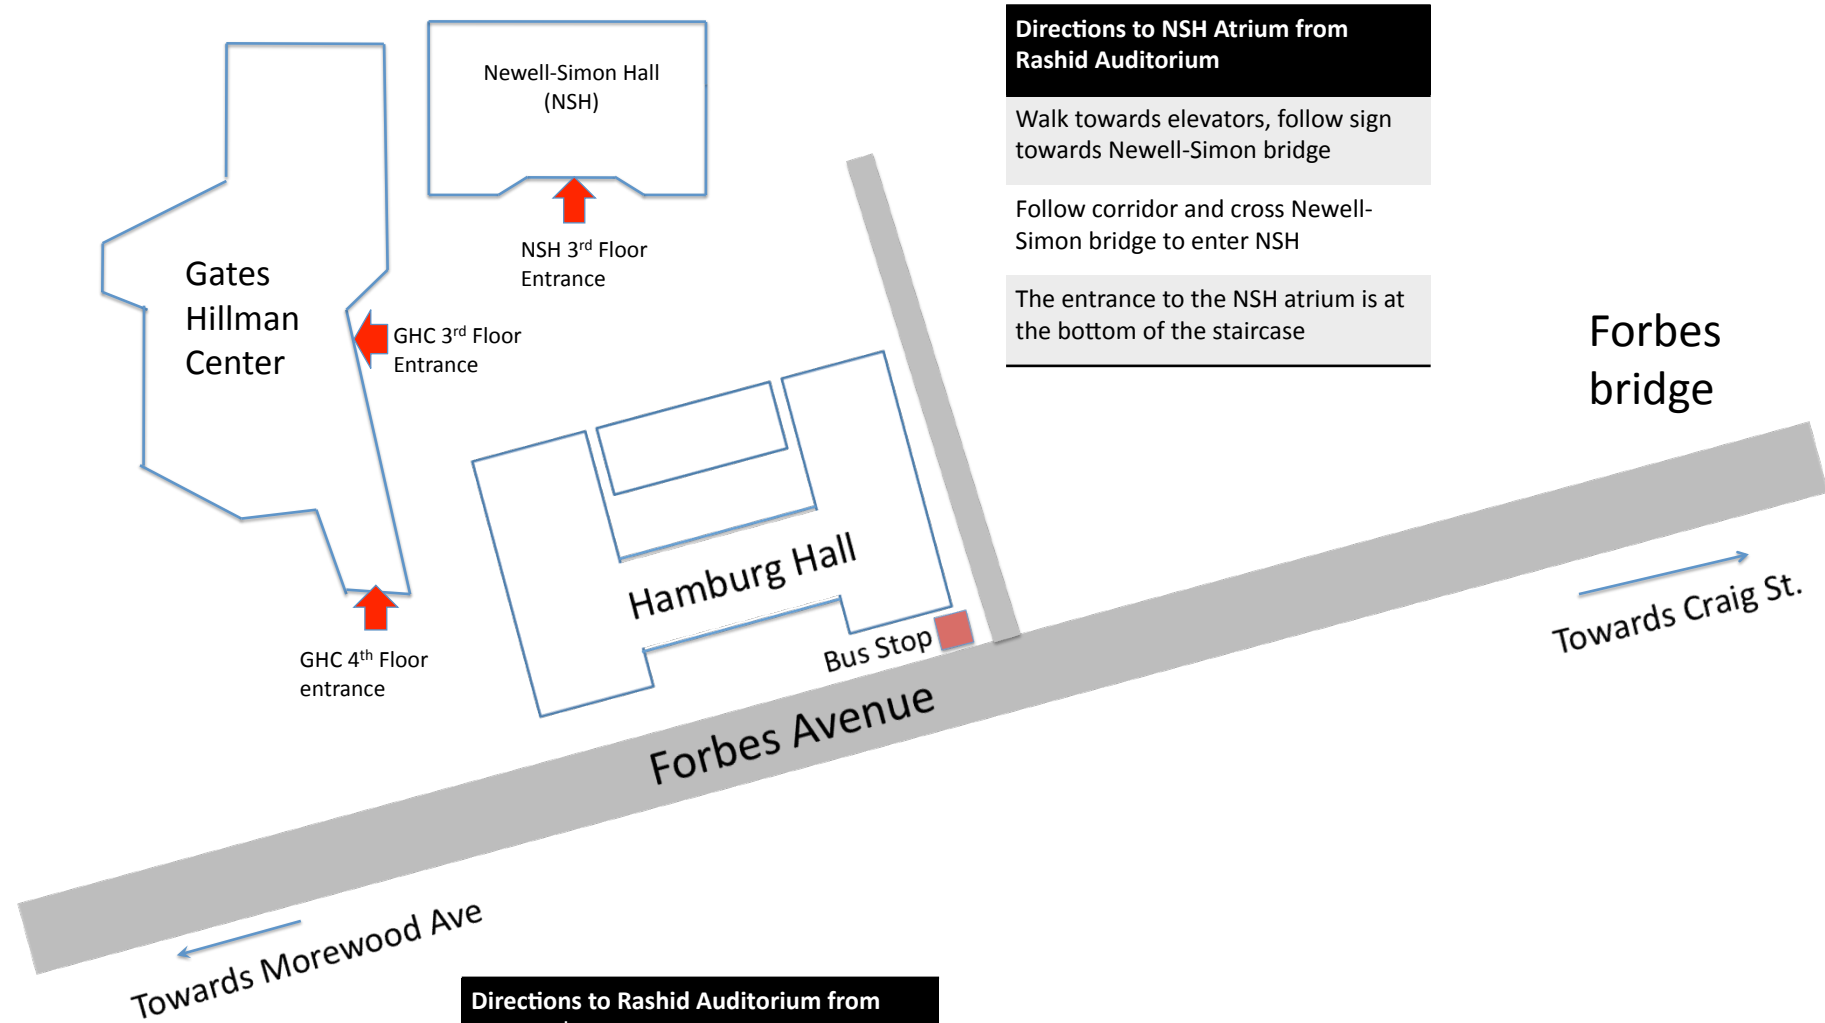 Newell-Simon Hall
(NSH)
NSH 3rd Floor
Entrance
Gates
Hillman
Center
GHC 3rd Floor
Entrance
GHC 4th Floor
entrance
Hamburg Hall
Bus Stop
Forbes Avenue
Towards Morewood Ave
Directions to NSH Atrium from
Rashid Auditorium
Walk towards elevators, follow sign
towards Newell-Simon bridge
Follow corridor and cross Newell-
Simon bridge to enter NSH
The entrance to the NSH atrium is at
the bottom of the staircase
Forbes
bridge
Towards Craig St.
Directions to Rashid Auditorium from